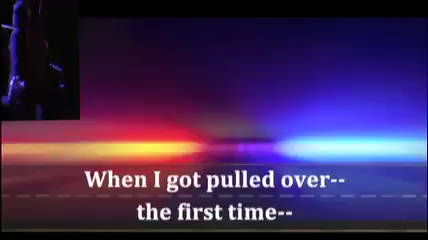 When I got pulled over--
the first time--